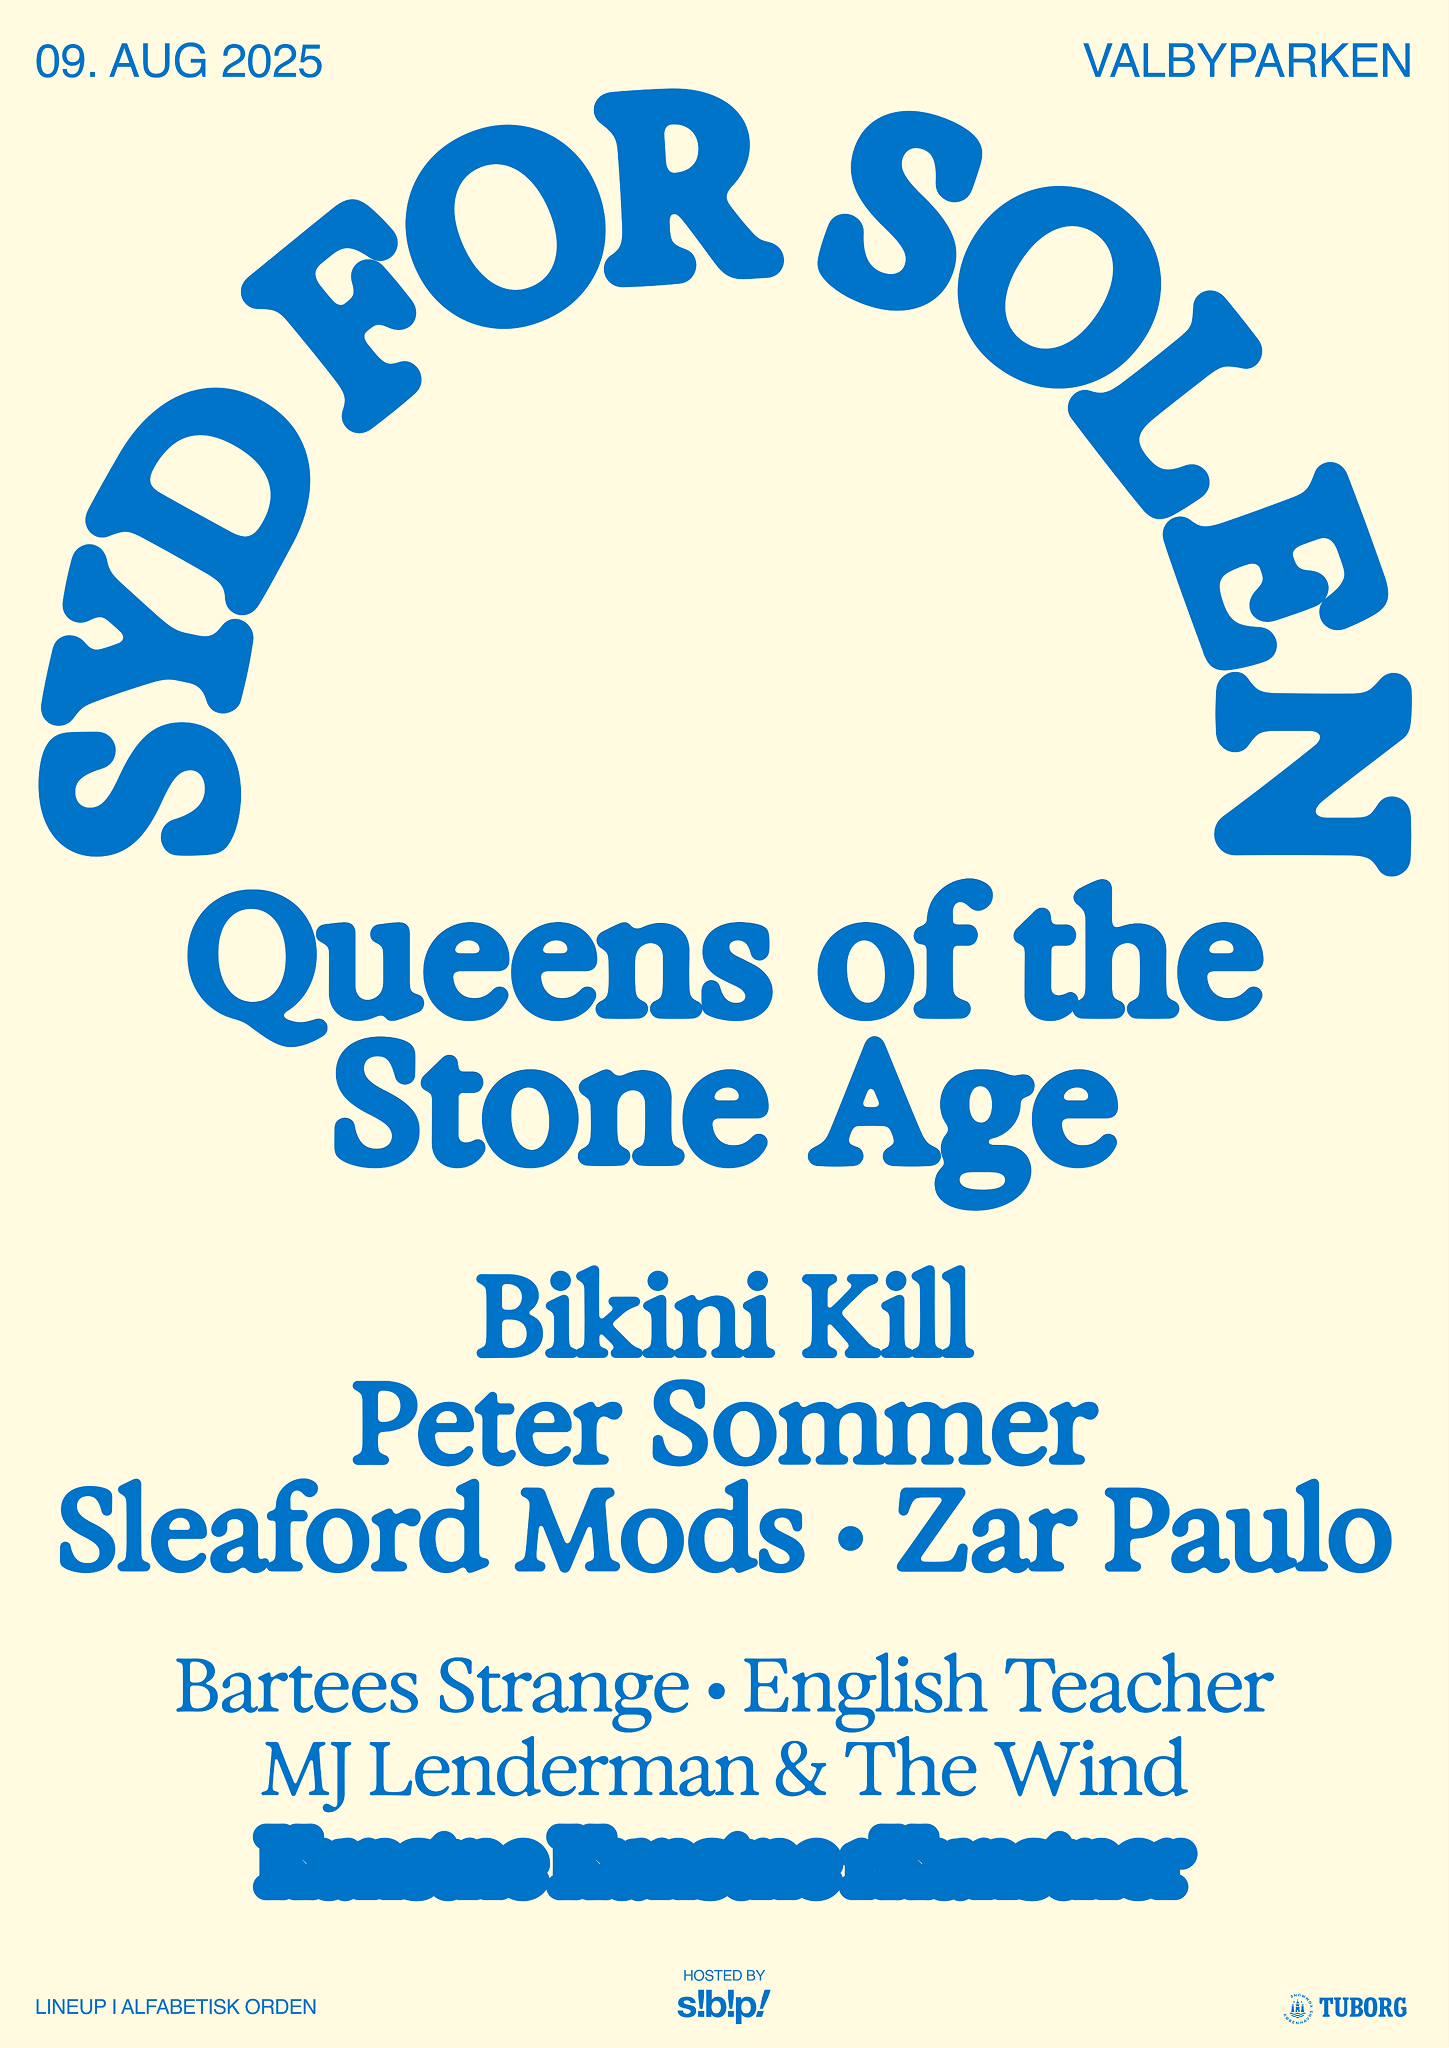 09. AUG 2025
VALBYPARKEN
SYD FOR SOLEN
Queens of the
Stone Age
Bikini Kill
Peter Sommer
Sleaford Mods • Zar Paulo
Bartees Strange • English Teacher
MJ Lenderman & The Wind
HOSTED BY
s!b!p!
LINEUP I ALFABETISK ORDEN
TUBORG